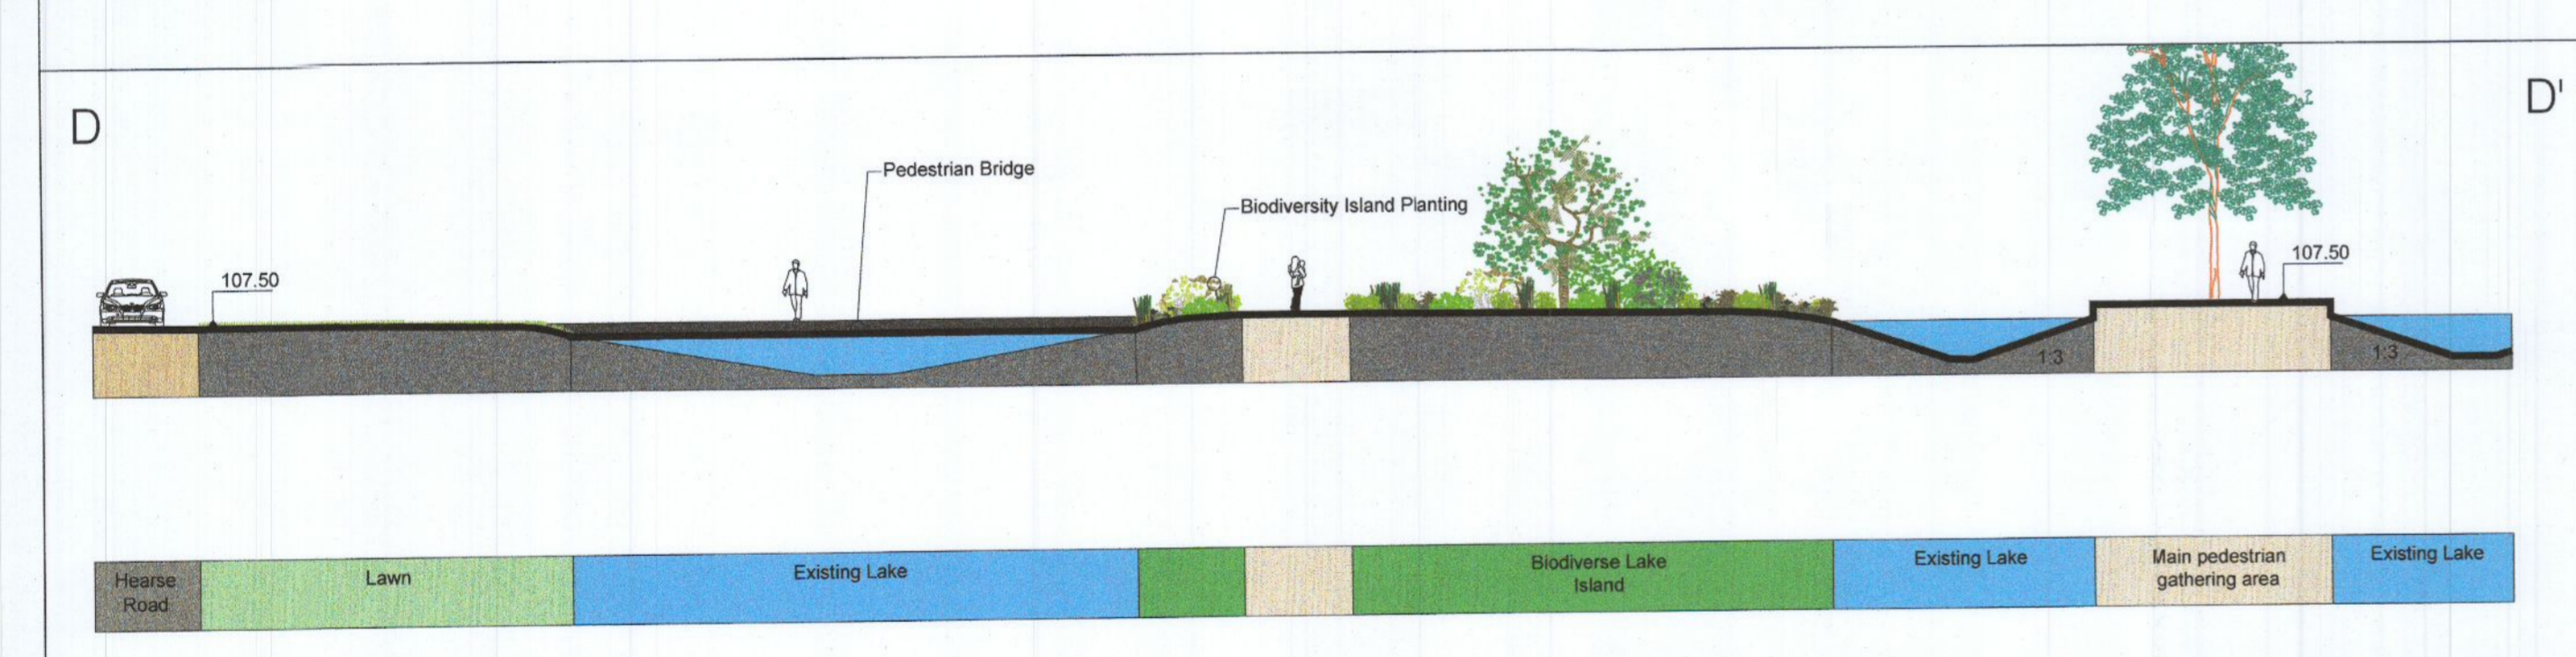 D
D'
Pedestrian Bridge
Biodiversity Island Planting
107.50
107.50
1:3
1:3
Hearse
Road
Lawn
Existing Lake
Biodiverse Lake
Island
Existing Lake
Main pedestrian
gathering area
Existing Lake